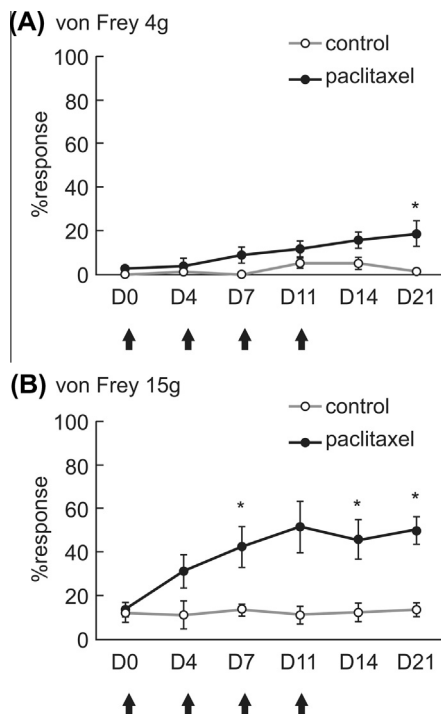 (A) von Frey 4g
control
paclitaxel
100
80
60
40
20
0
%response
*
D0 D4 D7 D11 D14 D21
(B) von Frey 15g
control
paclitaxel
100
80
60
40
20
0
%response
* * *
D0 D4 D7 D11 D14 D21